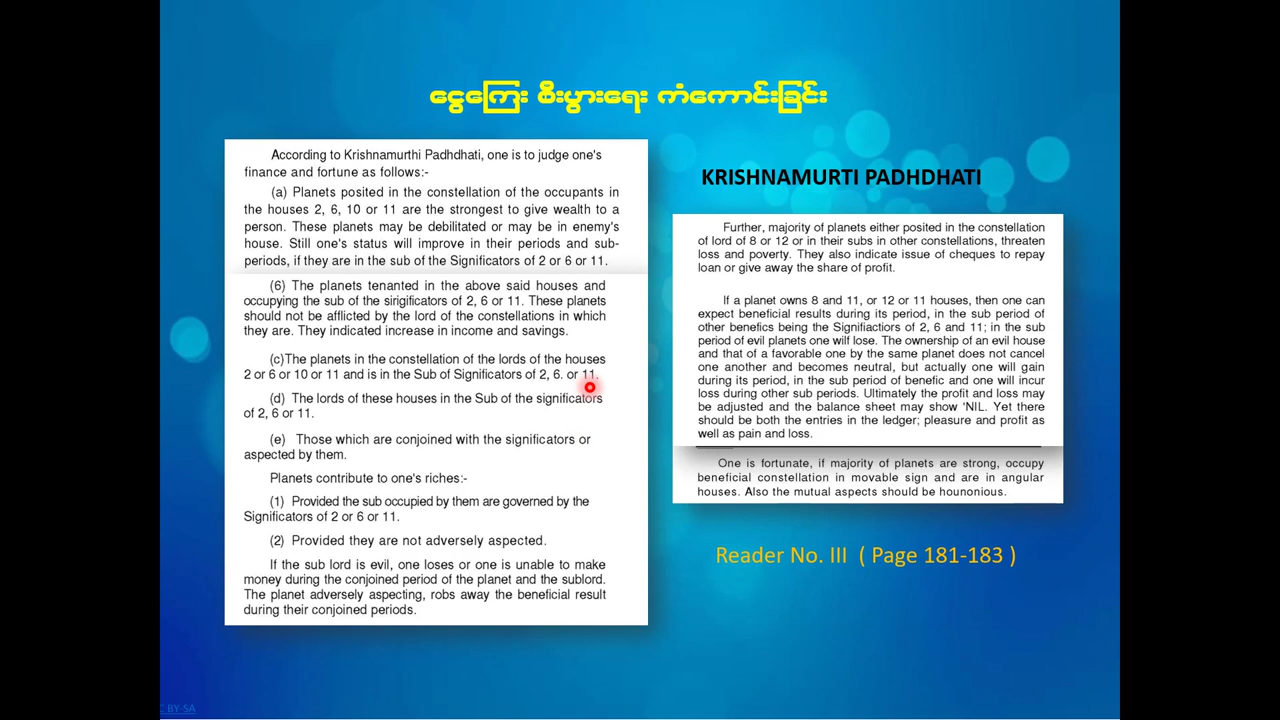 ငွေကြေး စီးပွားရေး ကံကောင်းခြင်း
According to Krishnamurthi Padhdhati, one is to judge one's
finance and fortune as follows:-
(a) Planets posited in the constellation of the occupants in
the houses 2, 6, 10 or 11 are the strongest to give wealth to a
person. These planets may be debilitated or may be in enemy's
house. Still one's status will improve in their periods and sub-
periods, if they are in the sub of the Significators of 2 or 6 or 11.
(6) The planets tenanted in the above said houses and
occupying the sub of the sirigificators of 2, 6 or 11. These planets
should not be afflicted by the lord of the constellations in which
they are. They indicated increase in income and savings.
(c)The planets in the constellation of the lords of the houses
2 or 6 or 10 or 11 and is in the Sub of Significators of 2, 6. or 11.
(d) The lords of these houses in the Sub of the significators
of 2, 6 or 11.
(e) Those which are conjoined with the significators or
aspected by them.
Planets contribute to one's riches:-
(1) Provided the sub occupied by them are governed by the
Significators of 2 or 6 or 11.
(2) Provided they are not adversely aspected.
If the sub lord is evil, one loses or one is unable to make
money during the conjoined period of the planet and the sublord.
The planet adversely aspecting, robs away the beneficial result
during their conjoined periods.
KRISHNAMURTI PADHDHATI
Further, majority of planets either posited in the constellation
of lord of 8 or 12 or in their subs in other constellations, threaten
loss and poverty. They also indicate issue of cheques to repay
loan or give away the share of profit.
If a planet owns 8 and 11, or 12 or 11 houses, then one can
expect beneficial results during its period, in the sub period of
other benefics being the Signifiactiors of 2, 6 and 11; in the sub
period of evil planets one wilf lose. The ownership of an evil house
and that of a favorable one by the same planet does not cancel
one another and becomes neutral, but actually one will gain
during its period, in the sub period of benefic and one will incur
loss during other sub periods. Ultimately the profit and loss may
be adjusted and the balance sheet may show 'NIL. Yet there
should be both the entries in the ledger; pleasure and profit as
well as pain and loss.
One is fortunate, if majority of planets are strong, occupy
beneficial constellation in movable sign and are in angular
houses. Also the mutual aspects should be hounonious.
Reader No. III ( Page 181-183 )
C BY-SA